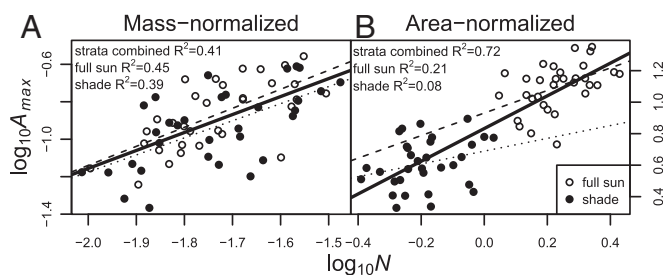 A Mass−normalized
B Area−normalized
strata combined R²=0.41
full sun R²=0.45
shade R²=0.39
strata combined R²=0.72
full sun R²=0.21
shade R²=0.08
full sun
shade
log₁₀Amax
−0.6
−1.0
−1.4
1.2
1.0
0.8
0.6
0.4
−2.0 −1.9 −1.8 −1.7 −1.6 −1.5
−0.4 −0.2 0.0 0.2 0.4
log₁₀N